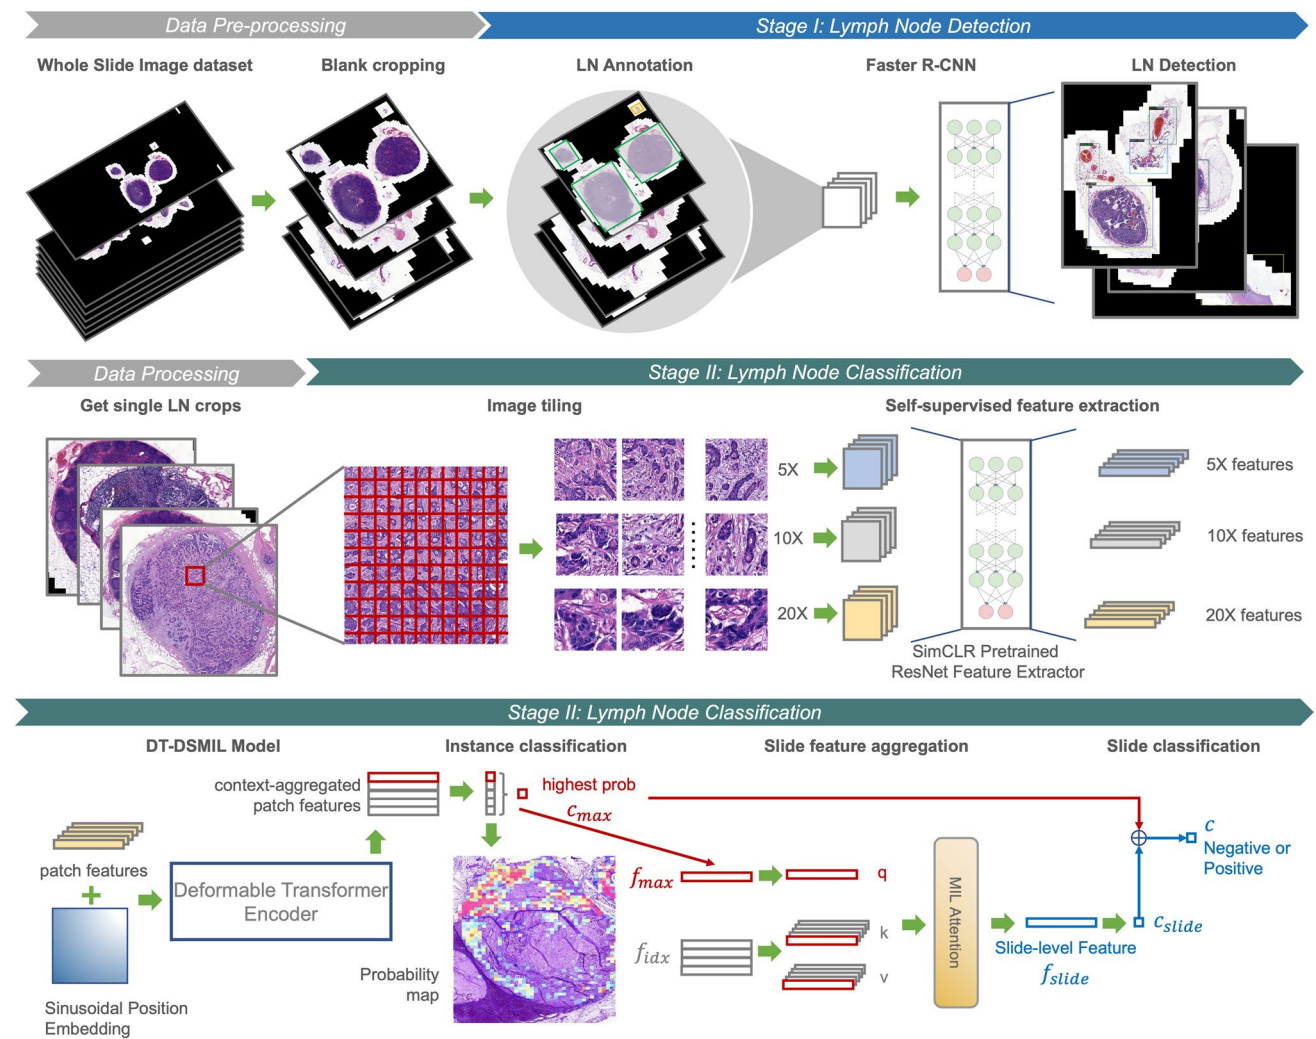 Data Pre-processing
Stage I: Lymph Node Detection
Whole Slide Image dataset
Blank cropping
LN Annotation
Faster R-CNN
LN Detection
Data Processing
Stage II: Lymph Node Classification
Get single LN crops
Image tiling
Self-supervised feature extraction
5X
5X features
10X
10X features
20X
20X features
SimCLR Pretrained
ResNet Feature Extractor
Stage II: Lymph Node Classification
DT-DSMIL Model
Instance classification
Slide feature aggregation
Slide classification
context-aggregated
patch features
highest prob
c_max
patch features
+
Deformable Transformer
Encoder
Sinusoidal Position
Embedding
Probability
map
f_max
q
f_idx
k
v
MIL Attention
Slide-level Feature
f_slide
c_slide
c
Negative or
Positive